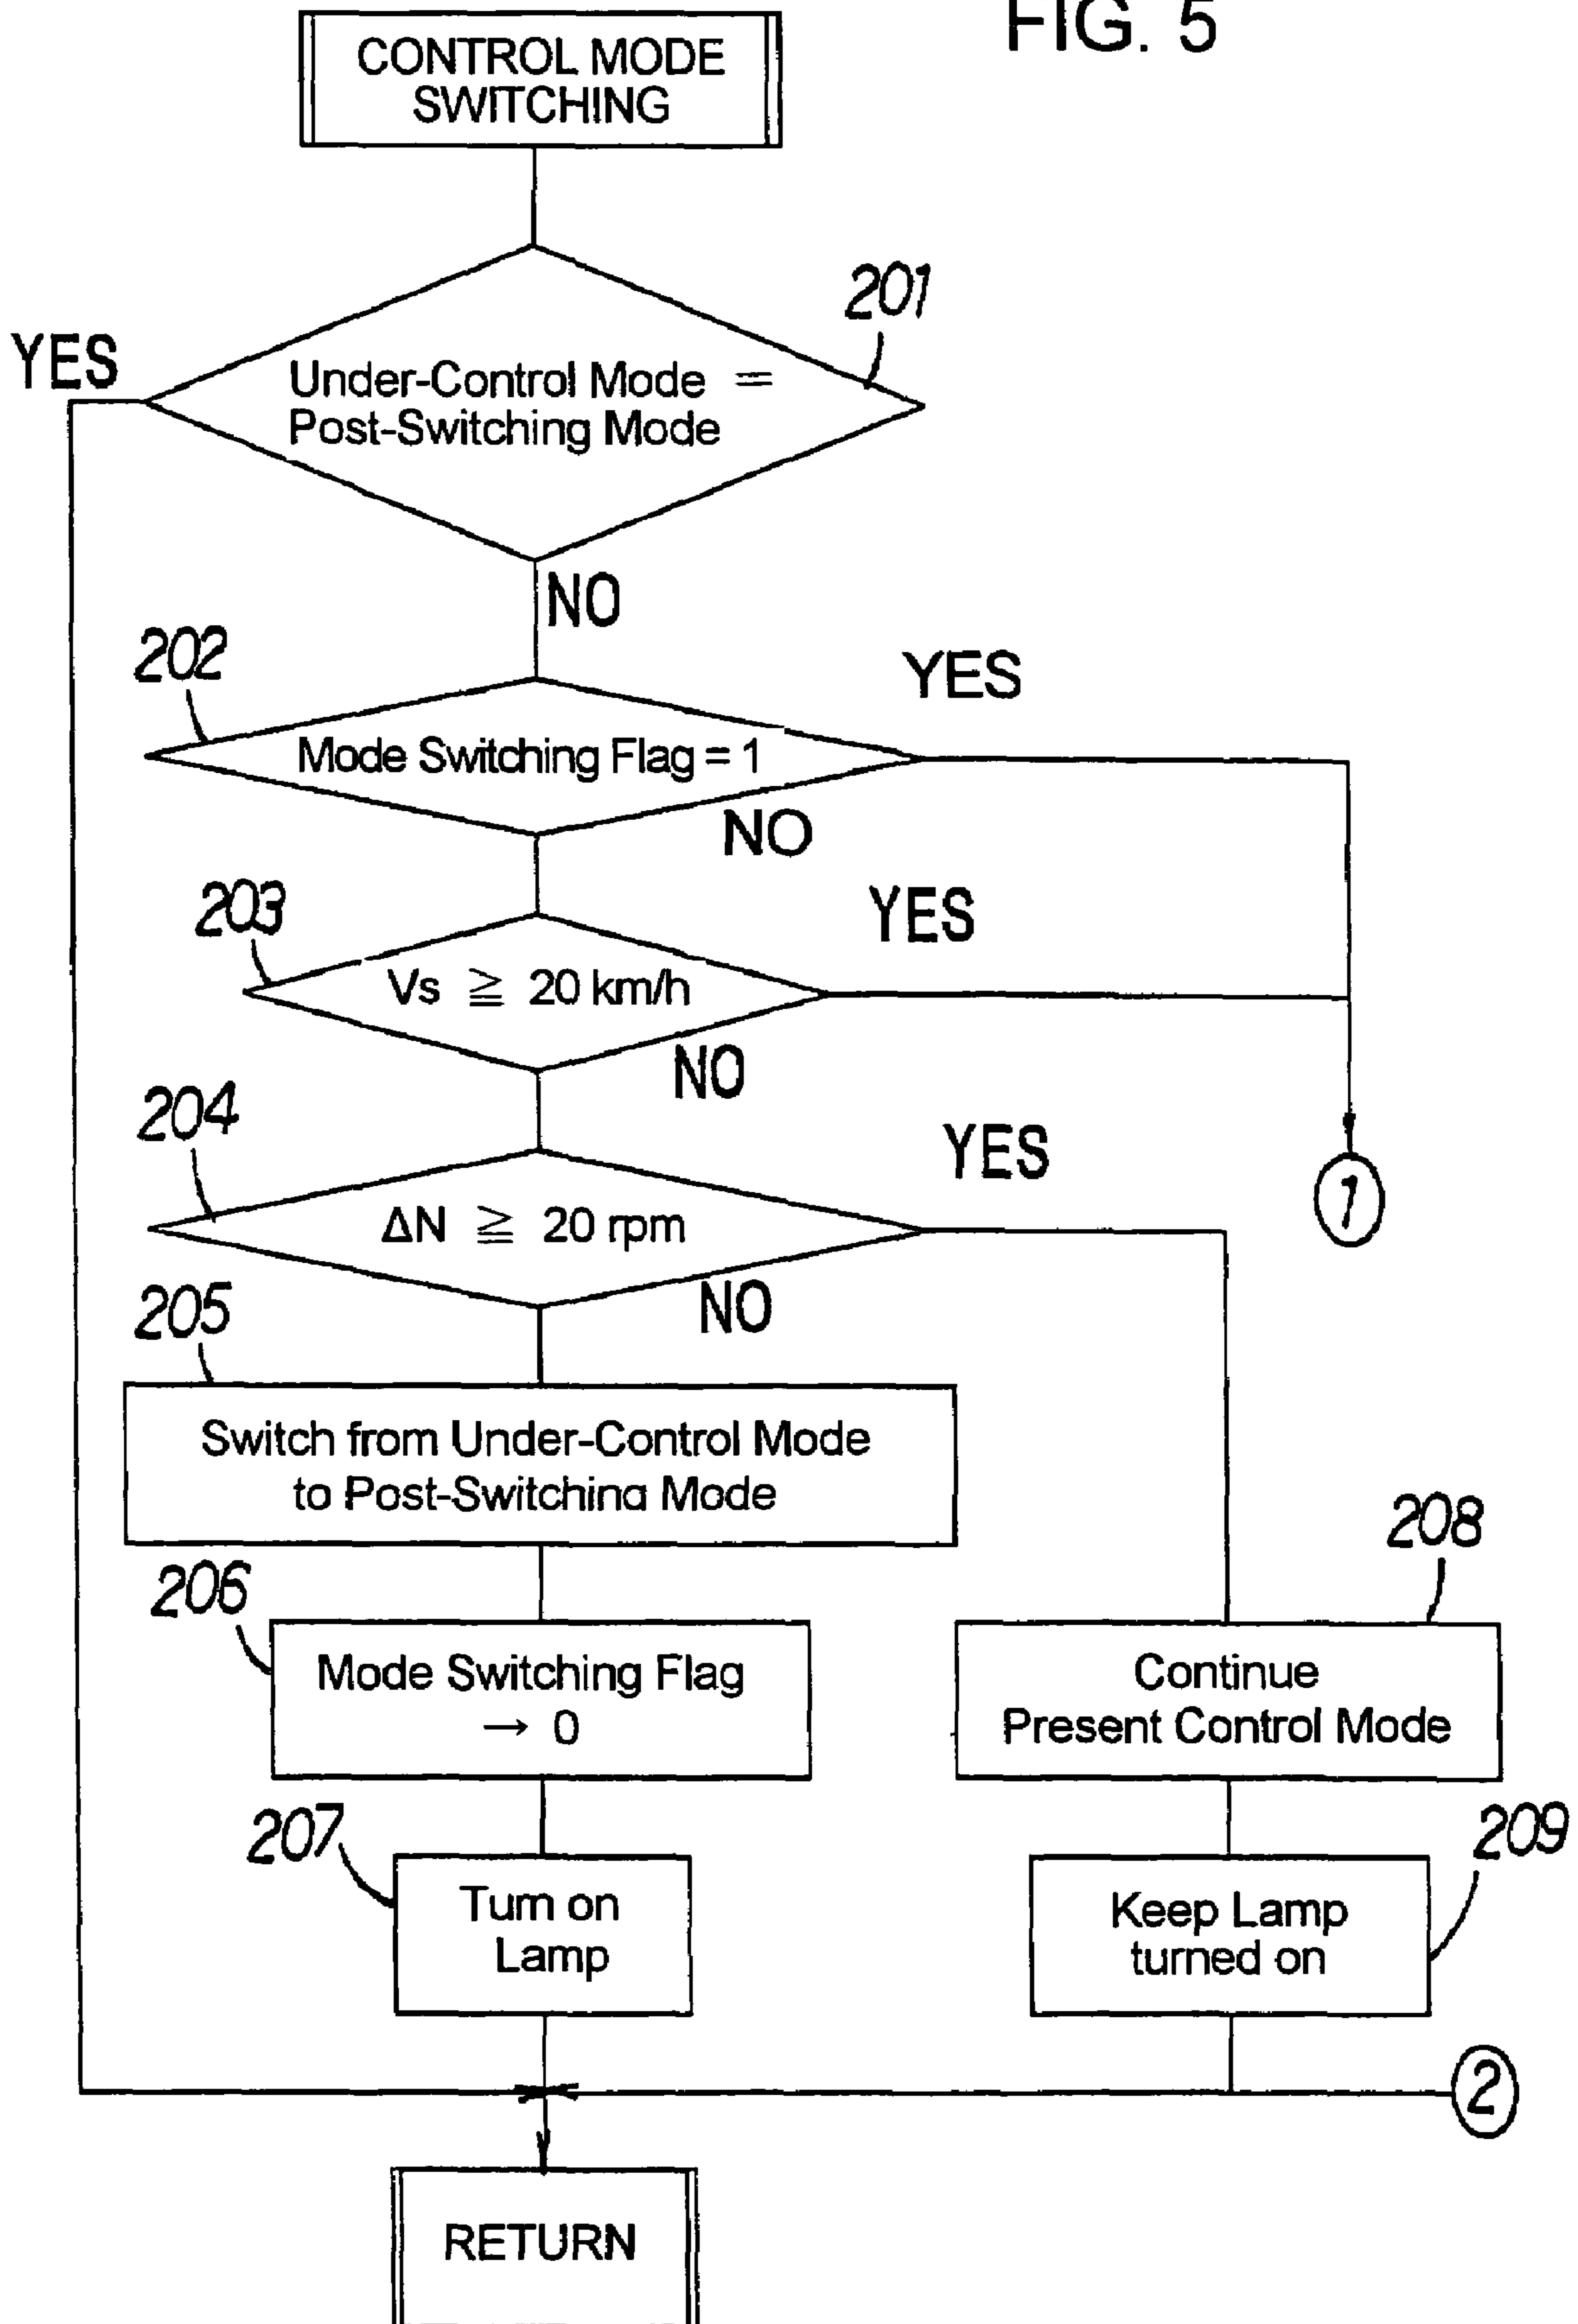 FIG. 5
CONTROL MODE
SWITCHING
201
YES
Under-Control Mode =
Post-Switching Mode
NO
202
YES
Mode Switching Flag = 1
NO
203
YES
Vs ≧ 20 km/h
NO
204
YES
ΔN ≧ 20 rpm
NO
1
205
Switch from Under-Control Mode
to Post-Switching Mode
206
Mode Switching Flag
→ 0
208
Continue
Present Control Mode
207
Turn on
Lamp
209
Keep Lamp
turned on
2
RETURN